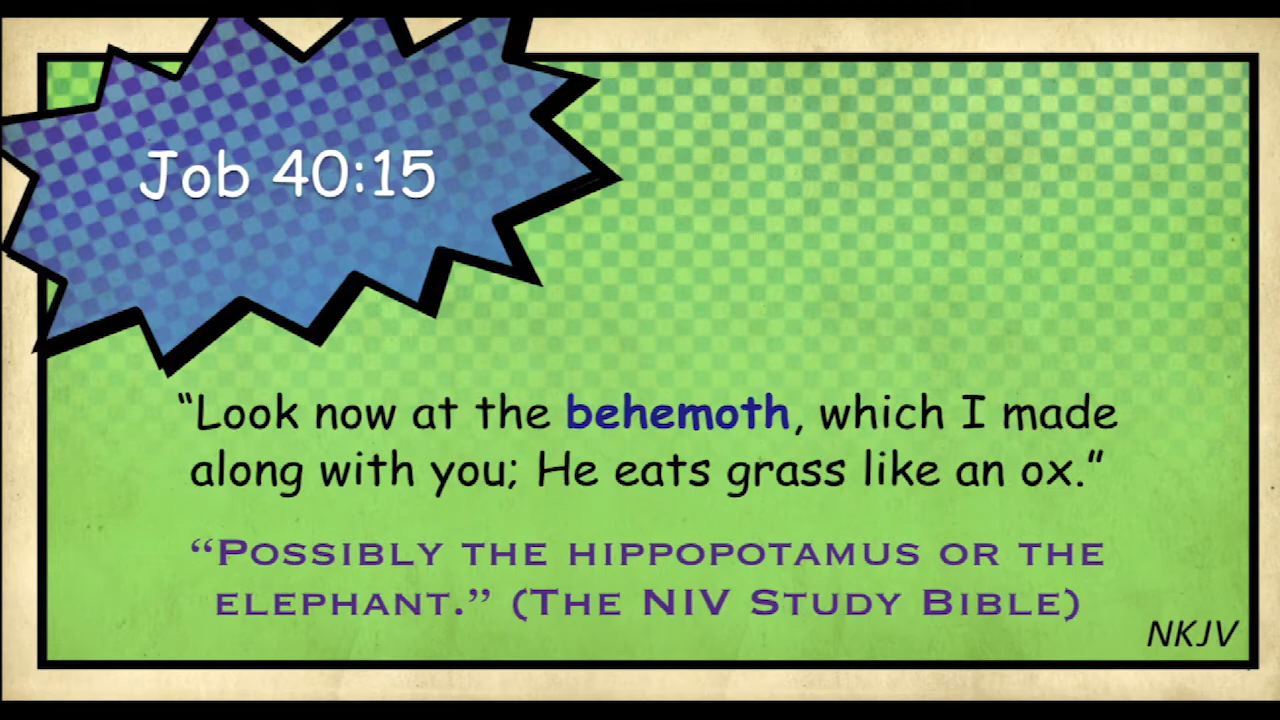 Job 40:15
“Look now at the behemoth, which I made
along with you; He eats grass like an ox.”
“Possibly the hippopotamus or the
elephant.” (The NIV Study Bible)
NKJV